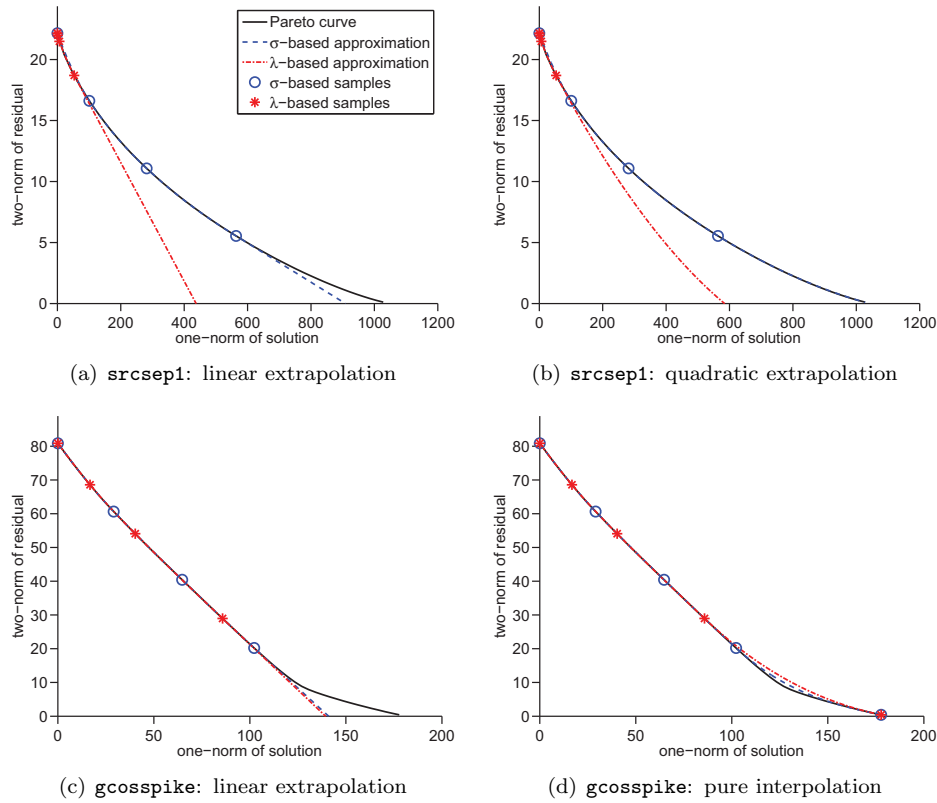 Pareto curve
σ-based approximation
λ-based approximation
σ-based samples
λ-based samples
two-norm of residual
20
15
10
5
0
0 200 400 600 800 1000 1200
one-norm of solution
(a) srcsep1: linear extrapolation
two-norm of residual
20
15
10
5
0
0 200 400 600 800 1000 1200
one-norm of solution
(b) srcsep1: quadratic extrapolation
two-norm of residual
80
70
60
50
40
30
20
10
0
0 50 100 150 200
one-norm of solution
(c) gcosspike: linear extrapolation
two-norm of residual
80
70
60
50
40
30
20
10
0
0 50 100 150 200
one-norm of solution
(d) gcosspike: pure interpolation